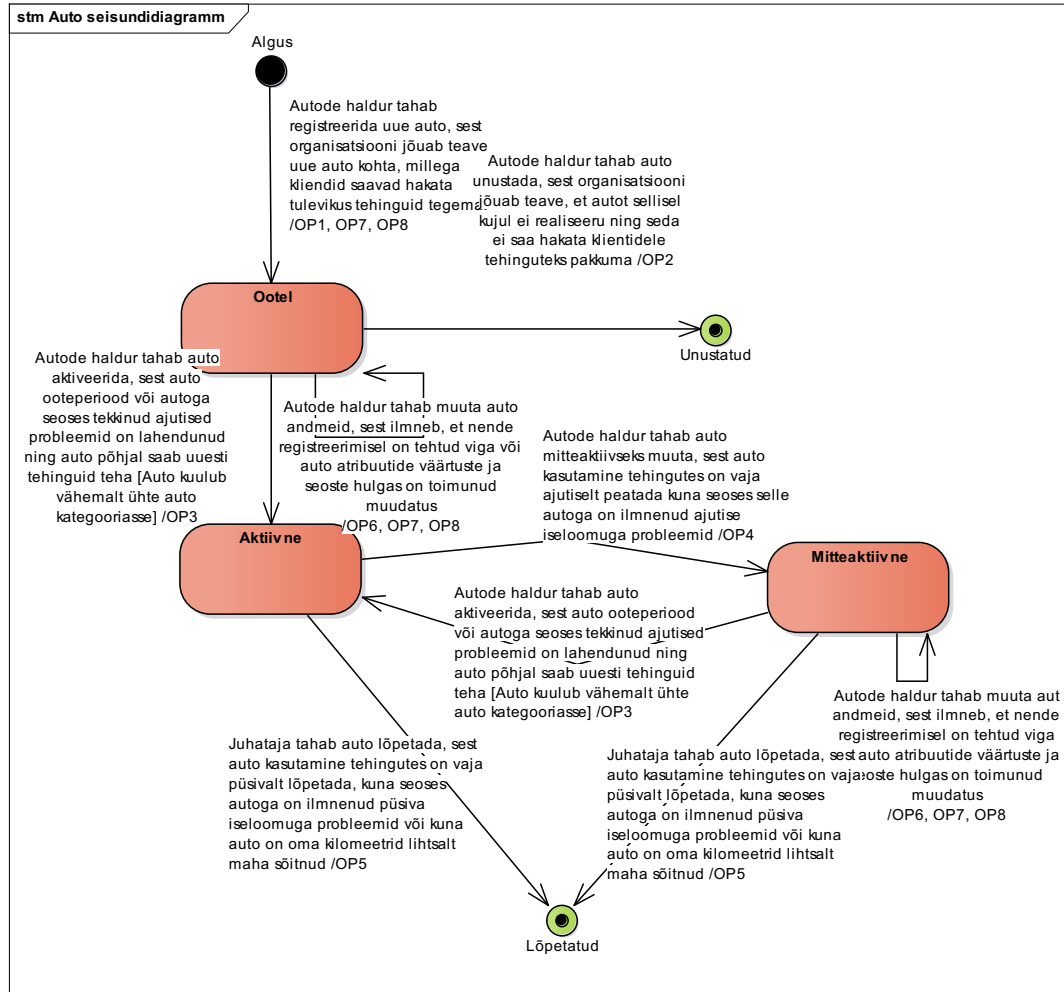 stm Auto seisundidiagramm
Algus
Autode haldur tahab
registreerida uue auto, sest
organisatsiooni jõuab teave
uue auto kohta, millega
kliendid saavad hakata
tulevikus tehinguid tegema.
/OP1, OP7, OP8
Autode haldur tahab auto
unustada, sest organisatsiooni
jõuab teave, et autot sellisel
kujul ei realiseeru ning seda
ei saa hakata klientidele
tehinguteks pakkuma /OP2
Ootel
Unustatud
Autode haldur tahab auto
aktiveerida, sest auto
ooteperiood või autoga
seoses tekkinud ajutised
probleemid on lahendunud
ning auto põhjal saab uuesti
tehinguid teha [Auto kuulub
vähemalt ühte auto
kategooriasse] /OP3
Autode haldur tahab muuta auto
andmeid, sest ilmneb, et nende
registreerimisel on tehtud viga või
auto atribuutide väärtuste ja
seoste hulgas on toimunud
muudatus
/OP6, OP7, OP8
Autode haldur tahab auto
mitteaktiivseks muuta, sest auto
kasutamine tehingutes on vaja
ajutiselt peatada kuna seoses selle
autoga on ilmnenud ajutise
iseloomuga probleemid /OP4
Aktiivne
Mitteaktiivne
Autode haldur tahab auto
aktiveerida, sest auto ooteperiood
või autoga seoses tekkinud ajutised
probleemid on lahendunud ning
auto põhjal saab uuesti tehinguid
teha [Auto kuulub vähemalt ühte
auto kategooriasse] /OP3
Autode haldur tahab muuta aut
andmeid, sest ilmneb, et nende
registreerimisel on tehtud viga
auto atribuutide väärtuste ja
hulgas on toimunud
muudatus
/OP6, OP7, OP8
Juhataja tahab auto lõpetada, sest
auto kasutamine tehingutes on vaja
püsivalt lõpetada, kuna seoses
autoga on ilmnenud püsiva
iseloomuga probleemid või kuna
auto on oma kilomeetrid lihtsalt
maha sõitnud /OP5
Juhataja tahab auto lõpetada, sest
auto kasutamine tehingutes on vaja
püsivalt lõpetada, kuna seoses
autoga on ilmnenud püsiva
iseloomuga probleemid või kuna
auto on oma kilomeetrid lihtsalt
maha sõitnud /OP5
Lõpetatud